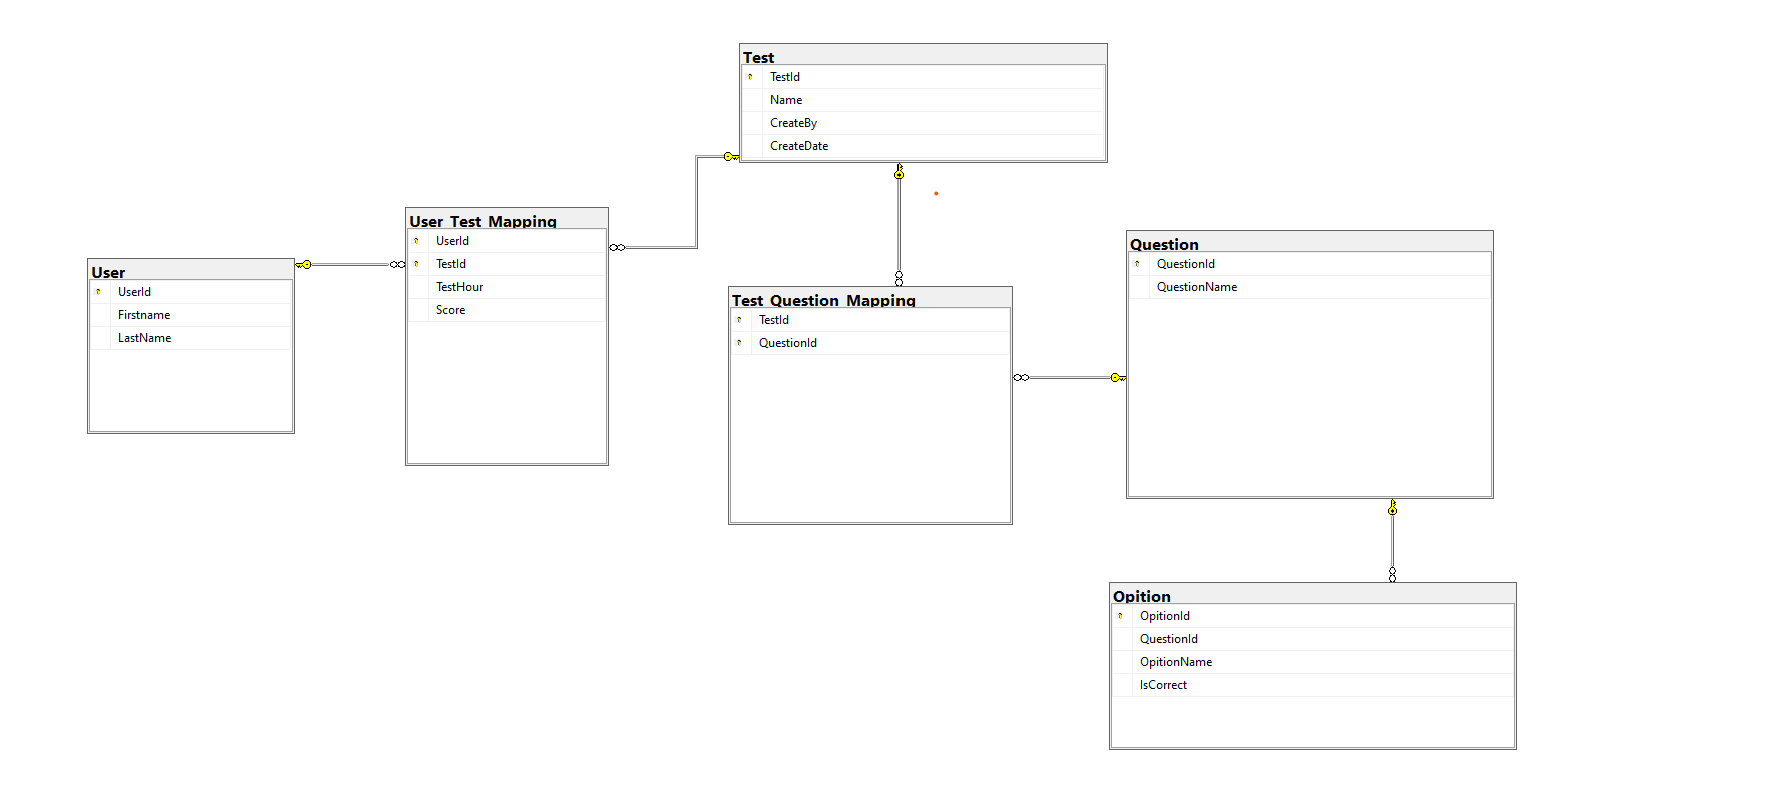 Test
TestId
Name
CreateBy
CreateDate
User_Test_Mapping
UserId
TestId
TestHour
Score
User
UserId
Firstname
LastName
Test_Question_Mapping
TestId
QuestionId
Question
QuestionId
QuestionName
Opition
OpitionId
QuestionId
OpitionName
IsCorrect